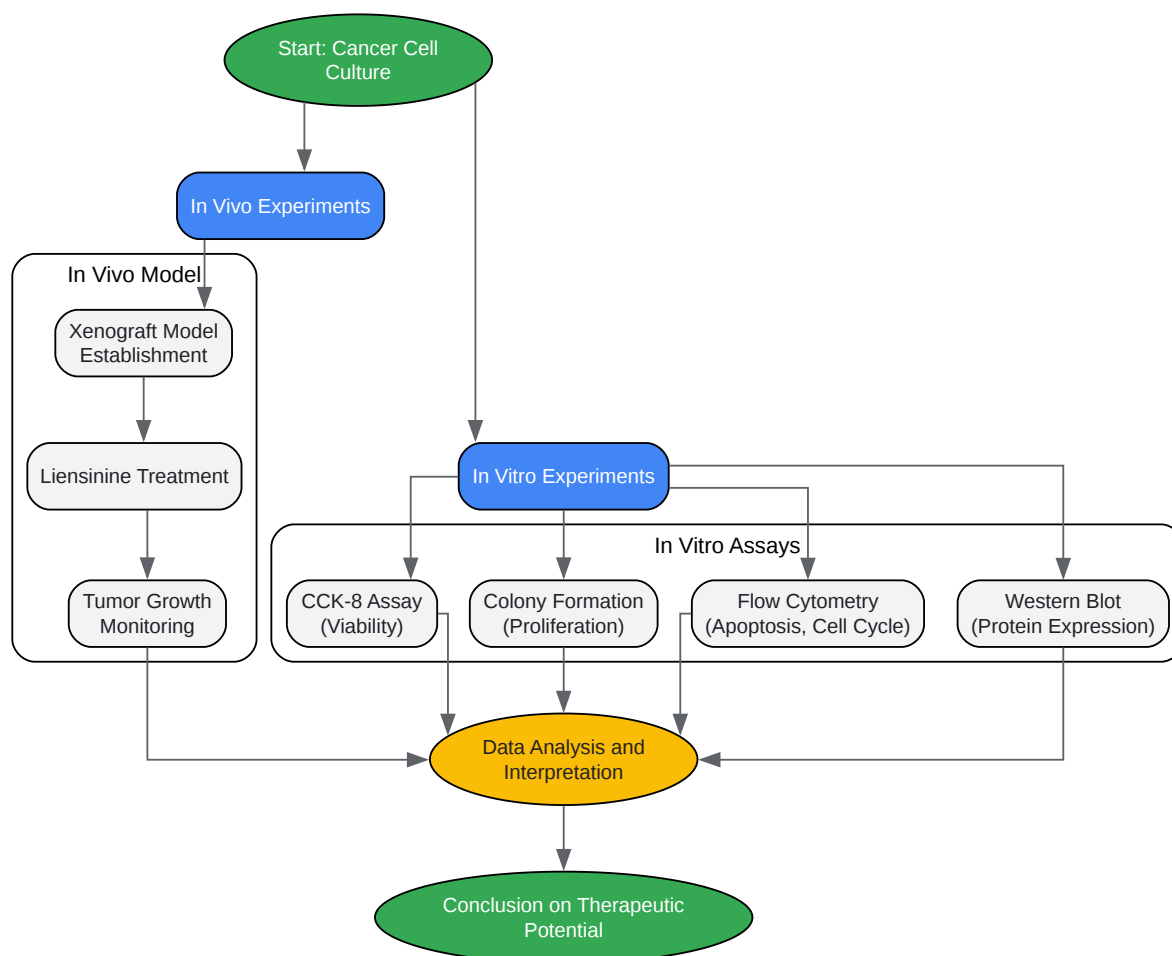 Start: Cancer Cell
Culture
In Vivo Experiments
In Vivo Model
Xenograft Model
Establishment
Liensinine Treatment
Tumor Growth
Monitoring
In Vitro Experiments
In Vitro Assays
CCK-8 Assay
(Viability)
Colony Formation
(Proliferation)
Flow Cytometry
(Apoptosis, Cell Cycle)
Western Blot
(Protein Expression)
Data Analysis and
Interpretation
Conclusion on Therapeutic
Potential